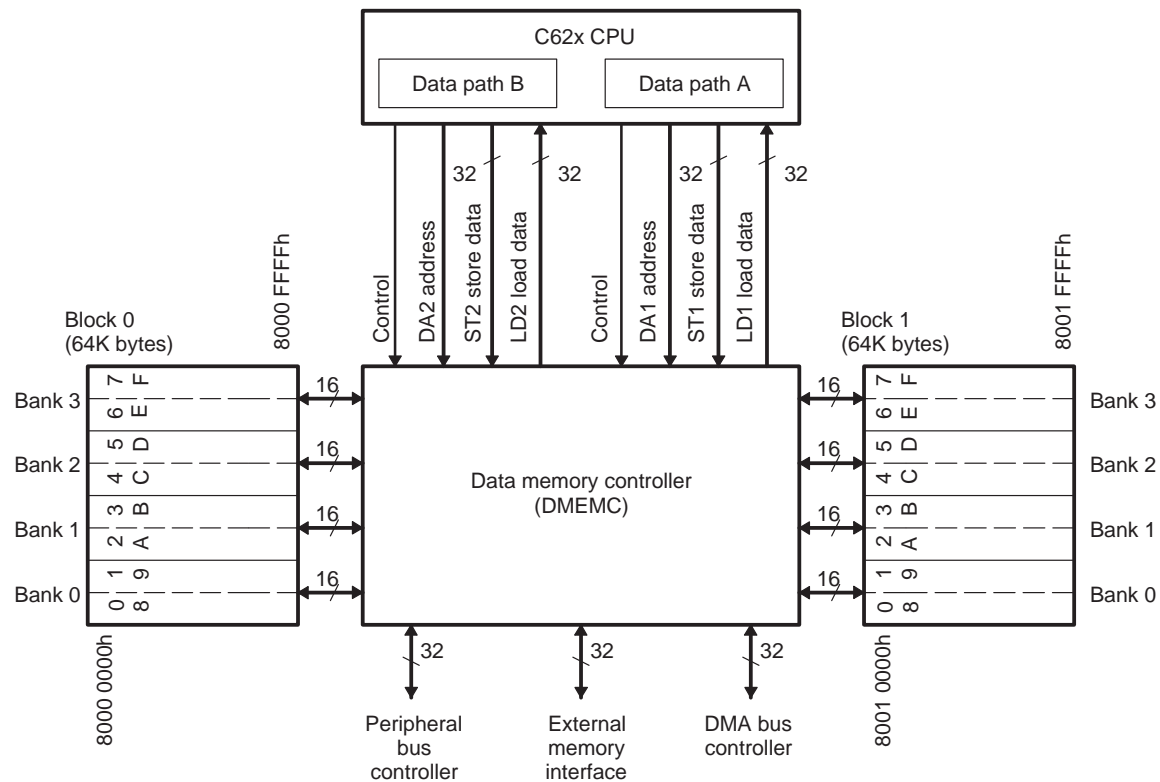 C62x CPU
Data path B
Data path A
32
32
32
32
Control
DA2 address
ST2 store data
LD2 load data
Control
DA1 address
ST1 store data
LD1 load data
Block 0
(64K bytes)
8000 FFFFh
Block 1
(64K bytes)
8001 FFFFh
Bank 3
7 F
6 E
16
16
7 F
6 E
Bank 3
Bank 2
5 D
4 C
16
Data memory controller
(DMEMC)
16
5 D
4 C
Bank 2
Bank 1
3 B
2 A
16
16
3 B
2 A
Bank 1
Bank 0
1 9
0 8
16
16
1 9
0 8
Bank 0
8000 0000h
32
32
32
8001 0000h
Peripheral
bus
controller
External
memory
interface
DMA bus
controller